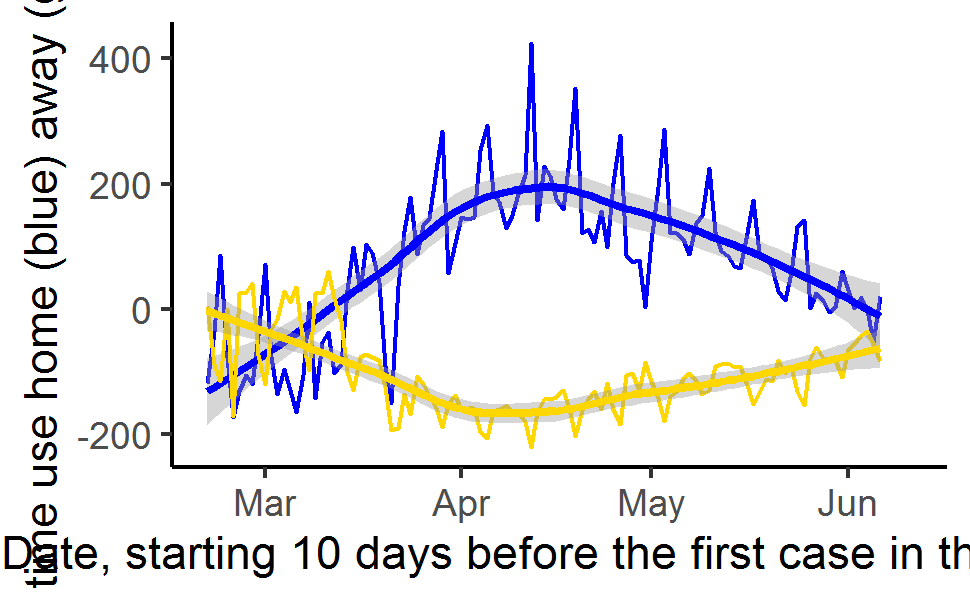 time use home (blue) away (g
400
200
0
-200
Mar Apr May Jun
Date, starting 10 days before the first case in th